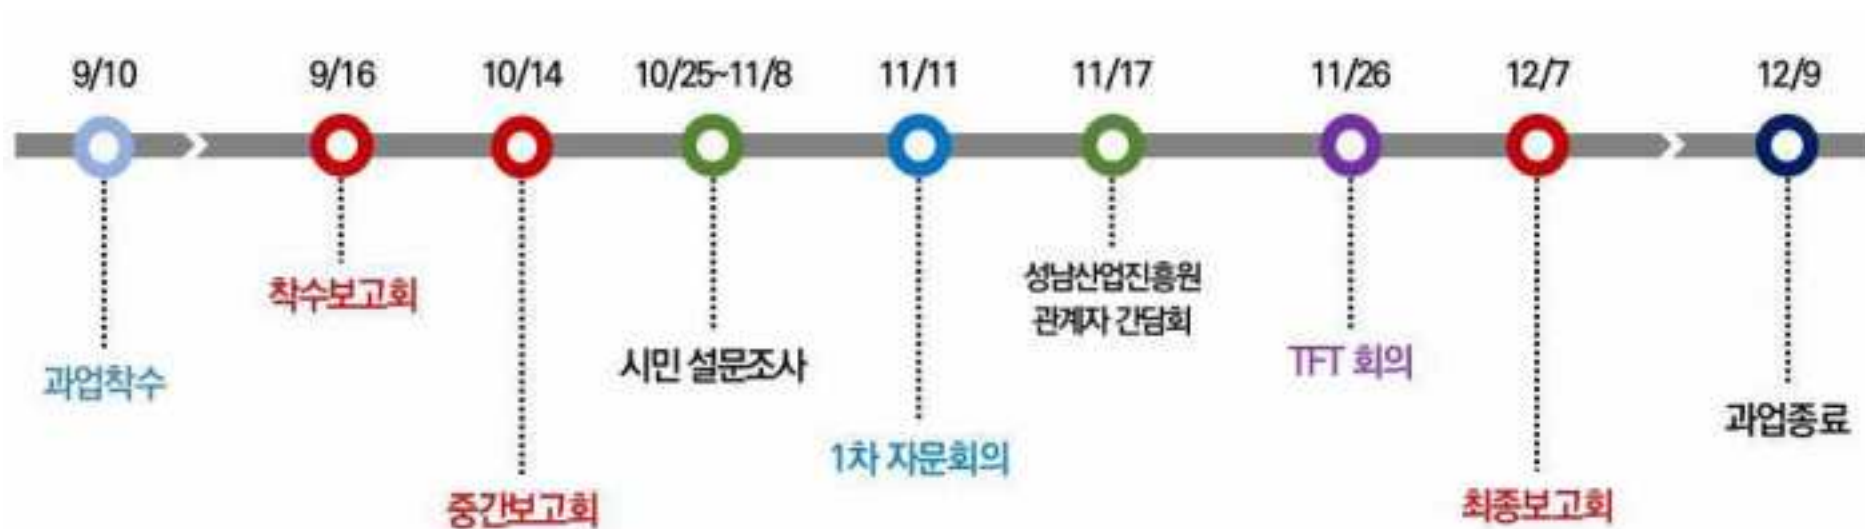 9/10
9/16
10/14
10/25~11/8
11/11
11/17
11/26
12/7
12/9
과업착수
착수보고회
중간보고회
시민 설문조사
1차 자문회의
성남산업진흥원
관계자 간담회
TFT 회의
최종보고회
과업종료